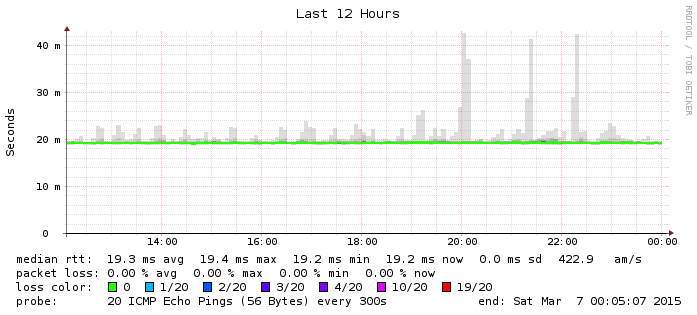 Last 12 Hours
RRDTOOL / TOBI OETIKER
Seconds
40 m
30 m
20 m
10 m
0
14:00 16:00 18:00 20:00 22:00 00:00
median rtt: 19.3 ms avg 19.4 ms max 19.2 ms min 19.2 ms now 0.0 ms sd 422.9 am/s
packet loss: 0.00 % avg 0.00 % max 0.00 % min 0.00 % now
loss color: 0 1/20 2/20 3/20 4/20 10/20 19/20
probe: 20 ICMP Echo Pings (56 Bytes) every 300s end: Sat Mar 7 00:05:07 2015